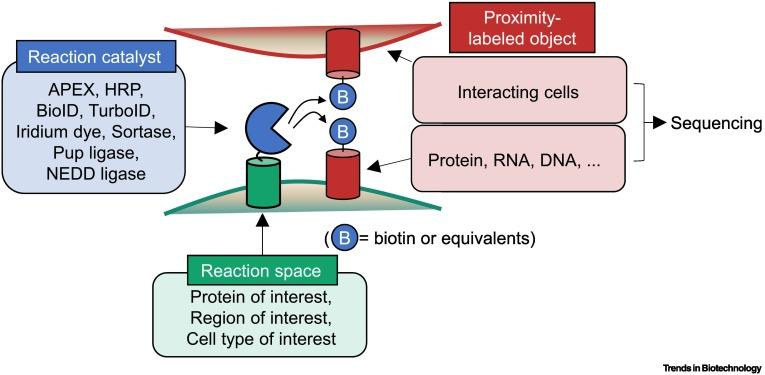 Proximity-
labeled object
Reaction catalyst
APEX, HRP,
BioID, TurboID,
Iridium dye, Sortase,
Pup ligase,
NEDD ligase
B
B
Interacting cells
Protein, RNA, DNA, ...
Sequencing
(B= biotin or equivalents)
Reaction space
Protein of interest,
Region of interest,
Cell type of interest
Trends in Biotechnology